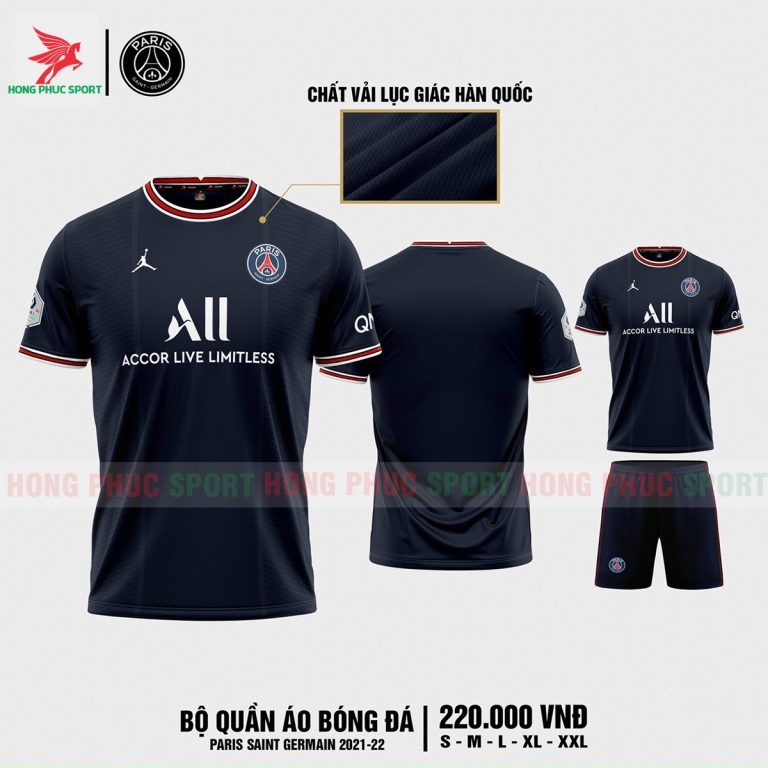 HONG PHUC SPORT
PARIS
SAINT-GERMAIN
CHẤT VẢI LỤC GIÁC HÀN QUỐC
PARIS
SAINT-GERMAIN
ALL
ACCOR LIVE LIMITLESS
QN
ALL
ACCOR LIVE LIMITLESS
QN
HONG PHUC SPORT HONG PHUC SPORT HONG PHUC SPORT
BỘ QUẦN ÁO BÓNG ĐÁ
PARIS SAINT GERMAIN 2021-22
220.000 VNĐ
S - M - L - XL - XXL